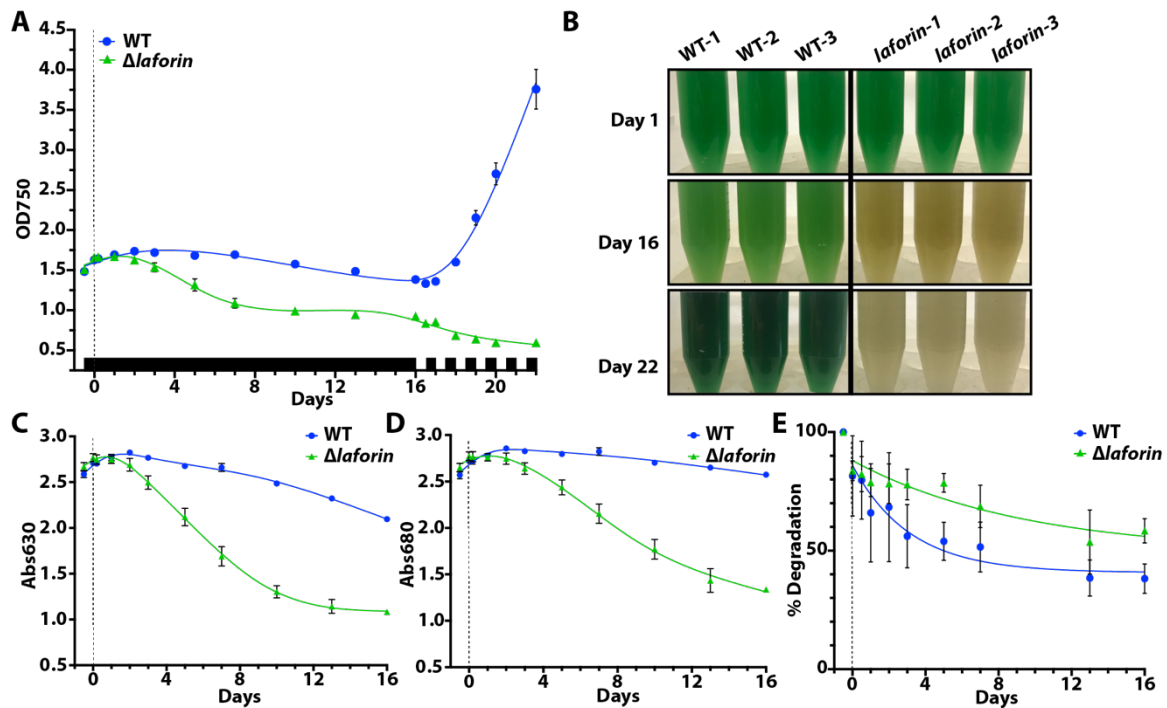 A
WT
Δlaforin
4.5
4.0
3.5
3.0
2.5
2.0
1.5
1.0
0.5
OD750
0 4 8 12 16 20
Days
B
WT-1 WT-2 WT-3 laforin-1 laforin-2 laforin-3
Day 1
Day 16
Day 22
C
WT
Δlaforin
3.0
2.5
2.0
1.5
1.0
0.5
Abs630
0 4 8 12 16
Days
D
WT
Δlaforin
3.0
2.5
2.0
1.5
1.0
0.5
Abs680
0 4 8 12 16
Days
E
WT
Δlaforin
100
50
0
% Degradation
0 4 8 12 16
Days